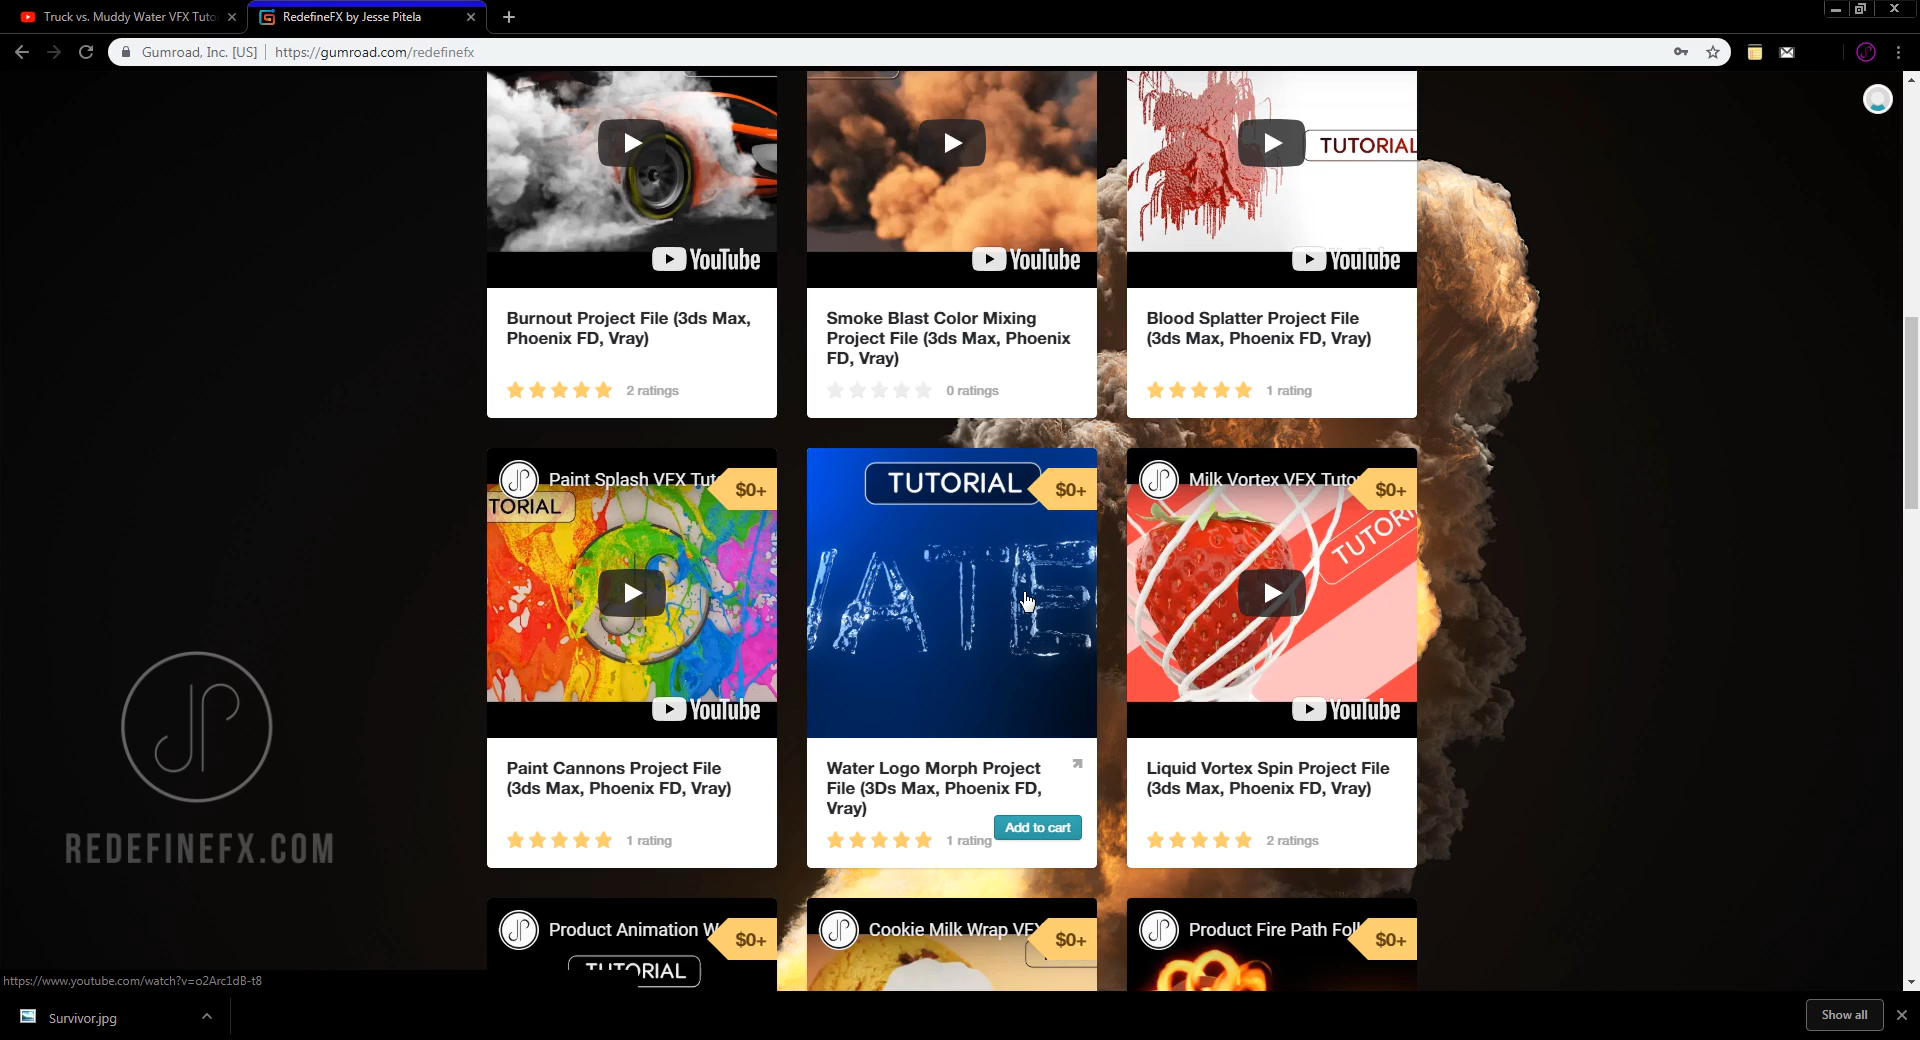 Truck vs. Muddy Water VFX Tuto
RedefineFX by Jesse Pitela
Gumroad, Inc. [US]
https://gumroad.com/redefinefx
TUTORIAL
YouTube
YouTube
YouTube
Burnout Project File (3ds Max,
Phoenix FD, Vray)
2 ratings
Smoke Blast Color Mixing
Project File (3ds Max, Phoenix
FD, Vray)
0 ratings
Blood Splatter Project File
(3ds Max, Phoenix FD, Vray)
1 rating
Paint Splash VFX Tut
$0+
TORIAL
YouTube
Paint Cannons Project File
(3ds Max, Phoenix FD, Vray)
1 rating
TUTORIAL
$0+
WATE
Water Logo Morph Project
File (3Ds Max, Phoenix FD,
Vray)
1 rating
Add to cart
Milk Vortex VFX Tuto
$0+
TUTORI
YouTube
Liquid Vortex Spin Project File
(3ds Max, Phoenix FD, Vray)
2 ratings
REDEFINEFX.COM
Product Animation W
$0+
TUTORIAL
Cookie Milk Wrap VFX
$0+
Product Fire Path Foll
$0+
https://www.youtube.com/watch?v=o2Arc1dB-t8
Survivor.jpg
Show all